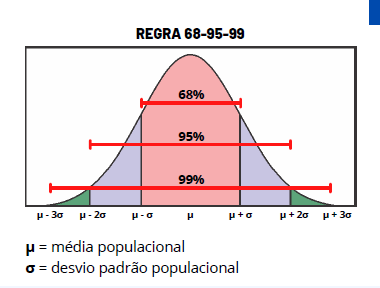 REGRA 68-95-99
68%
95%
99%
μ - 3σ μ - 2σ μ - σ μ μ + σ μ + 2σ μ + 3σ
μ = média populacional
σ = desvio padrão populacional